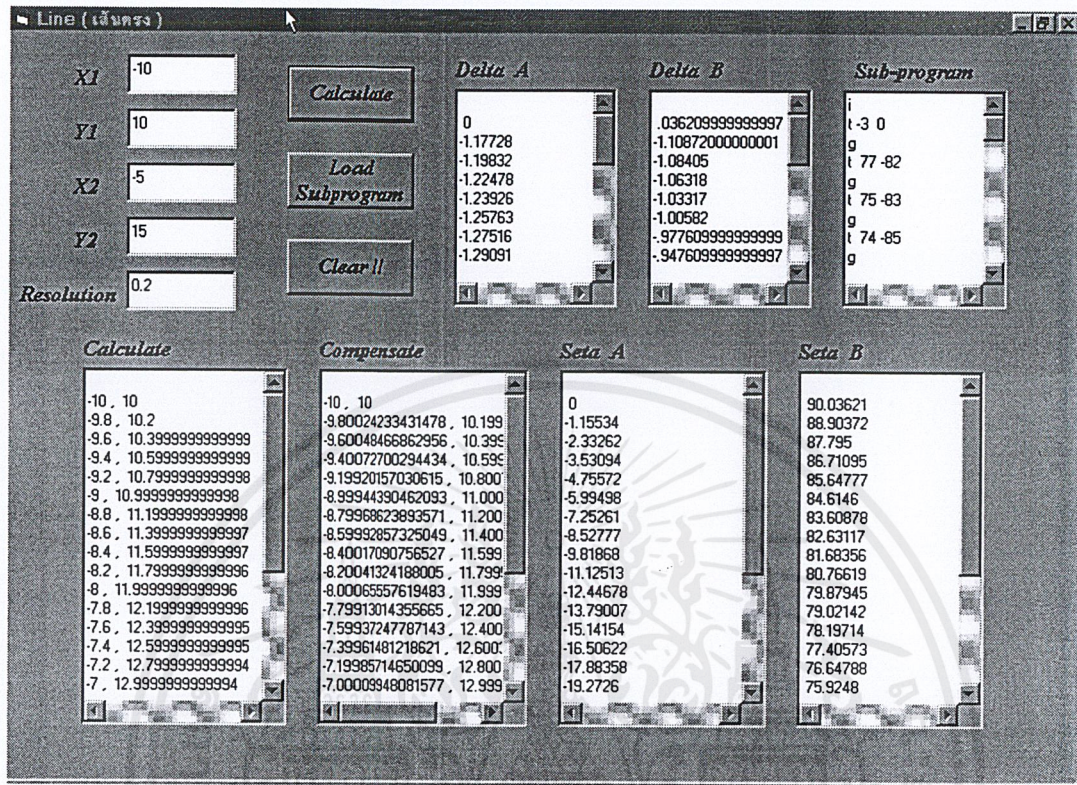 Line ( เส้นตรง )
X1
-10
Y1
10
X2
-5
Y2
15
Resolution
0.2
Calculate
Load
Subprogram
Clear !!
Delta A
0
-1.17728
-1.19832
-1.22478
-1.23926
-1.25763
-1.27516
-1.29091
Delta B
.036209999999997
-1.10872000000001
-1.08405
-1.06318
-1.03317
-1.00582
-.977609999999999
-.947609999999997
Sub-program
i
t -3 0
g
t 77 -82
g
t 75 -83
g
t 74 -85
g
Calculate
-10 , 10
-9.8 , 10.2
-9.6 , 10.3999999999999
-9.4 , 10.5999999999999
-9.2 , 10.7999999999998
-9 , 10.9999999999998
-8.8 , 11.1999999999998
-8.6 , 11.3999999999997
-8.4 , 11.5999999999997
-8.2 , 11.7999999999996
-8 , 11.9999999999996
-7.8 , 12.1999999999996
-7.6 , 12.3999999999995
-7.4 , 12.5999999999995
-7.2 , 12.7999999999994
-7 , 12.9999999999994
Compensate
-10 , 10
-9.80024233431478 , 10.199
-9.60048466862956 , 10.399
-9.40072700294434 , 10.599
-9.19920157030615 , 10.800
-8.99944390462093 , 11.000
-8.79968623893571 , 11.200
-8.59992857325049 , 11.400
-8.40017090756527 , 11.599
-8.20041324188005 , 11.799
-8.00065557619483 , 11.999
-7.79913014355665 , 12.200
-7.59937247787143 , 12.400
-7.39961481218621 , 12.600
-7.19985714650099 , 12.800
-7.00009948081577 , 12.999
Seta A
0
-1.15534
-2.33262
-3.53094
-4.75572
-5.99498
-7.25261
-8.52777
-9.81868
-11.12513
-12.44678
-13.79007
-15.14154
-16.50622
-17.88358
-19.2726
Seta B
90.03621
88.90372
87.795
86.71095
85.64777
84.6146
83.60878
82.63117
81.68356
80.76619
79.87945
79.02142
78.19714
77.40573
76.64788
75.9248